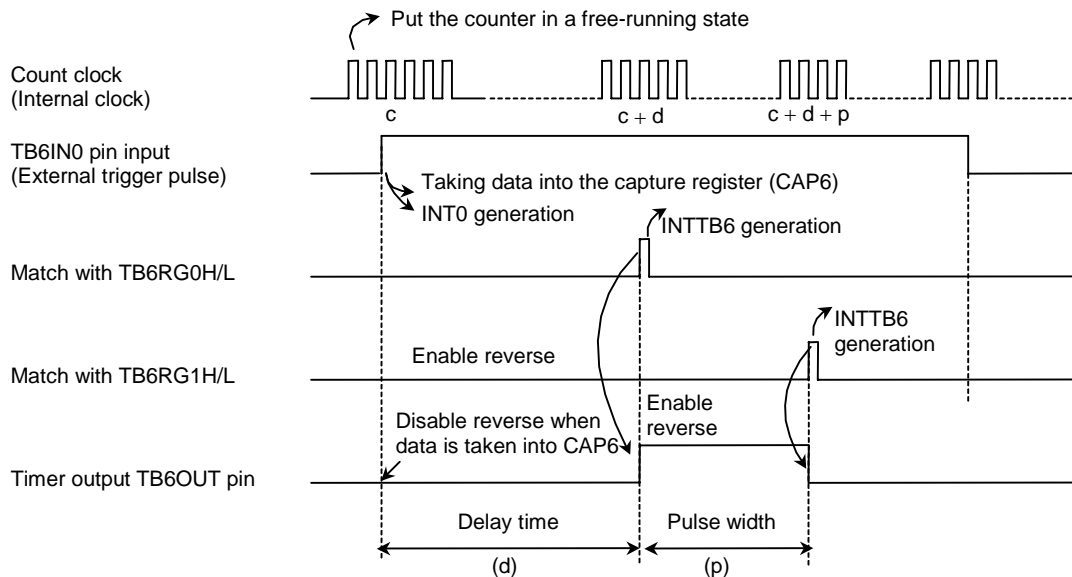 Put the counter in a free-running state
Count clock
(Internal clock)
c
c + d
c + d + p
TB6IN0 pin input
(External trigger pulse)
Taking data into the capture register (CAP6)
INT0 generation
INTTB6 generation
Match with TB6RG0H/L
INTTB6
generation
Enable reverse
Match with TB6RG1H/L
Enable
reverse
Disable reverse when
data is taken into CAP6
Timer output TB6OUT pin
Delay time
Pulse width
(d)
(p)